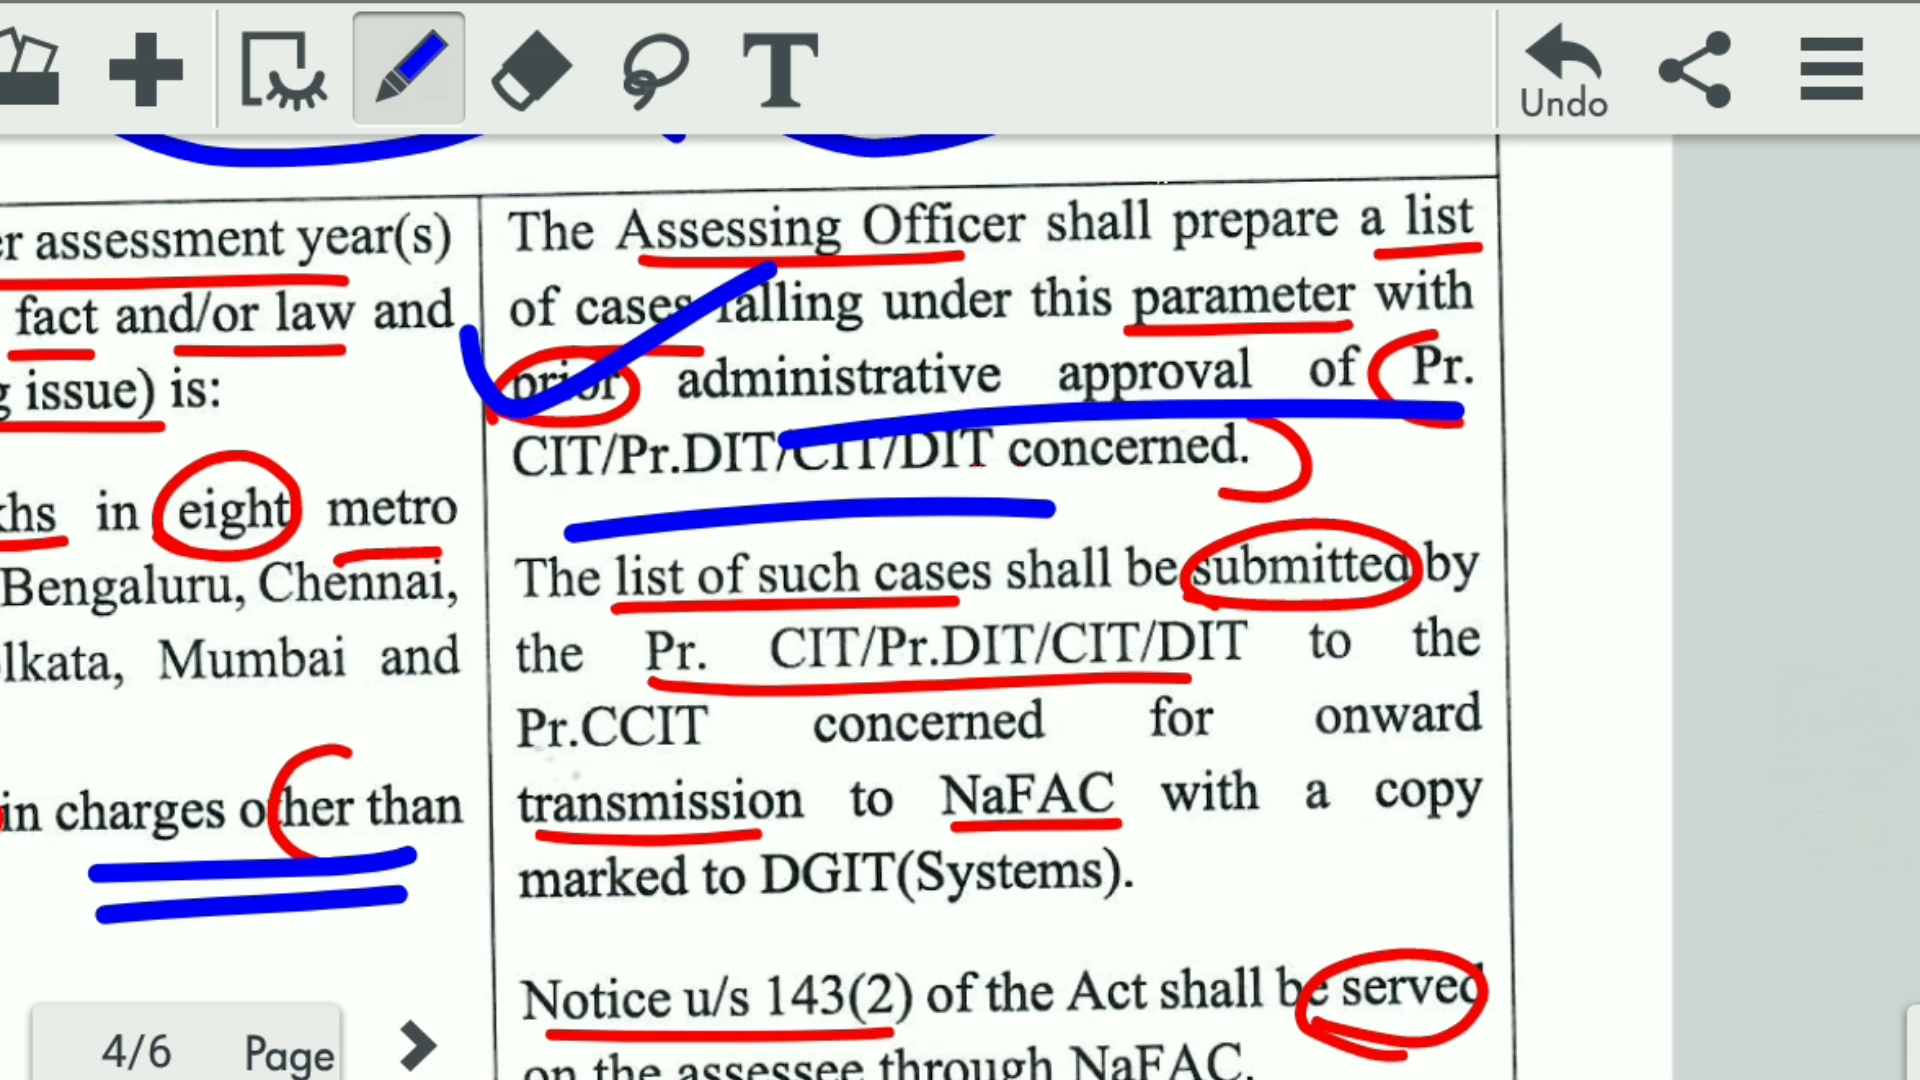 Undo
er assessment year(s)
fact and/or law and
g issue) is:
khs in eight metro
Bengaluru, Chennai,
lkata, Mumbai and
in charges other than
The Assessing Officer shall prepare a list
of cases falling under this parameter with
prior administrative approval of Pr.
CIT/Pr.DIT/CIT/DIT concerned.
The list of such cases shall be submitted by
the Pr. CIT/Pr.DIT/CIT/DIT to the
Pr.CCIT concerned for onward
transmission to NaFAC with a copy
marked to DGIT(Systems).
Notice u/s 143(2) of the Act shall be served
on the assessee through NaFAC.
4/6 Page